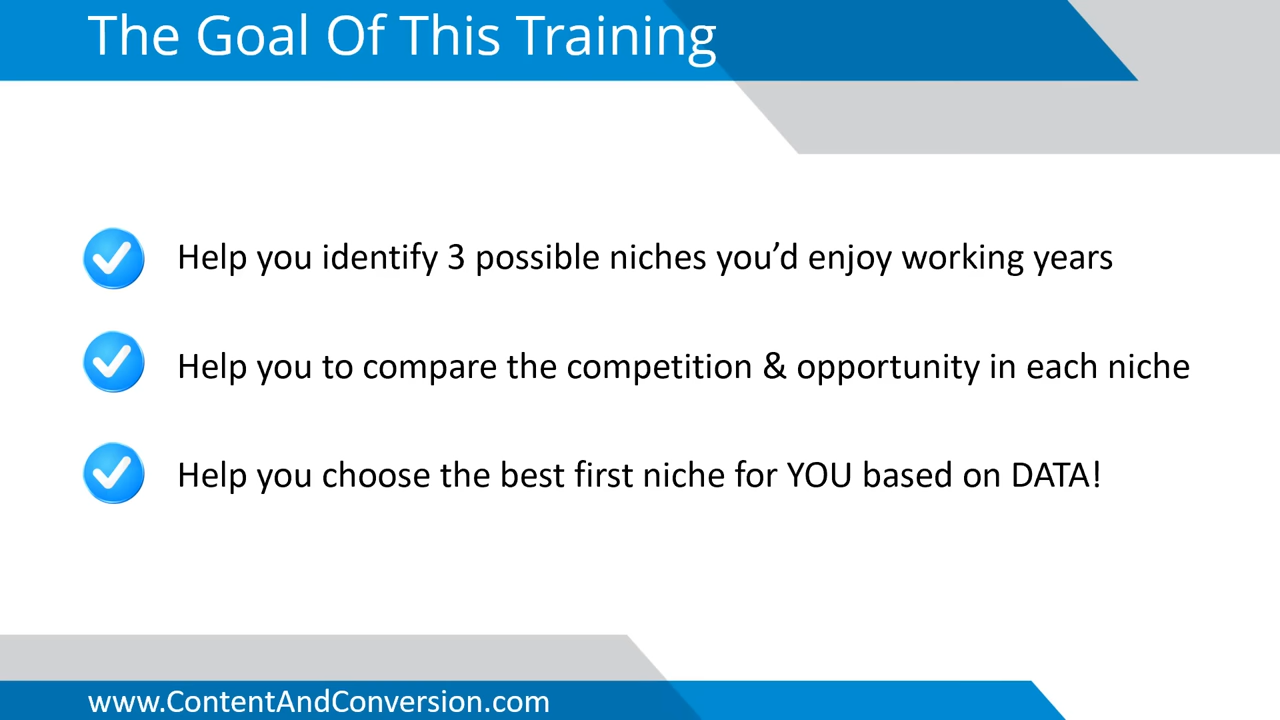 The Goal Of This Training
Help you identify 3 possible niches you’d enjoy working years
Help you to compare the competition & opportunity in each niche
Help you choose the best first niche for YOU based on DATA!
www.ContentAndConversion.com